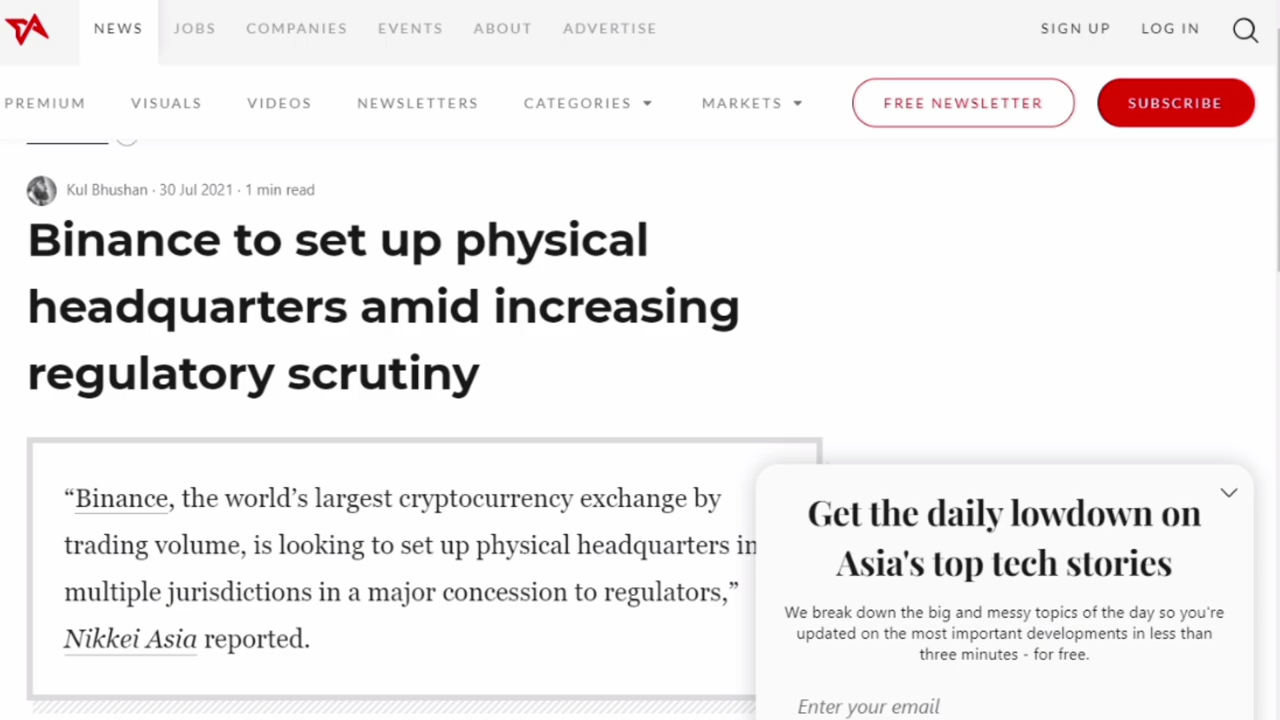 NEWS JOBS COMPANIES EVENTS ABOUT ADVERTISE SIGN UP LOG IN
PREMIUM VISUALS VIDEOS NEWSLETTERS CATEGORIES MARKETS FREE NEWSLETTER SUBSCRIBE
Kul Bhushan · 30 Jul 2021 · 1 min read
Binance to set up physical
headquarters amid increasing
regulatory scrutiny
“Binance, the world’s largest cryptocurrency exchange by
trading volume, is looking to set up physical headquarters in
multiple jurisdictions in a major concession to regulators,”
Nikkei Asia reported.
Get the daily lowdown on
Asia's top tech stories
We break down the big and messy topics of the day so you're
updated on the most important developments in less than
three minutes - for free.
Enter your email